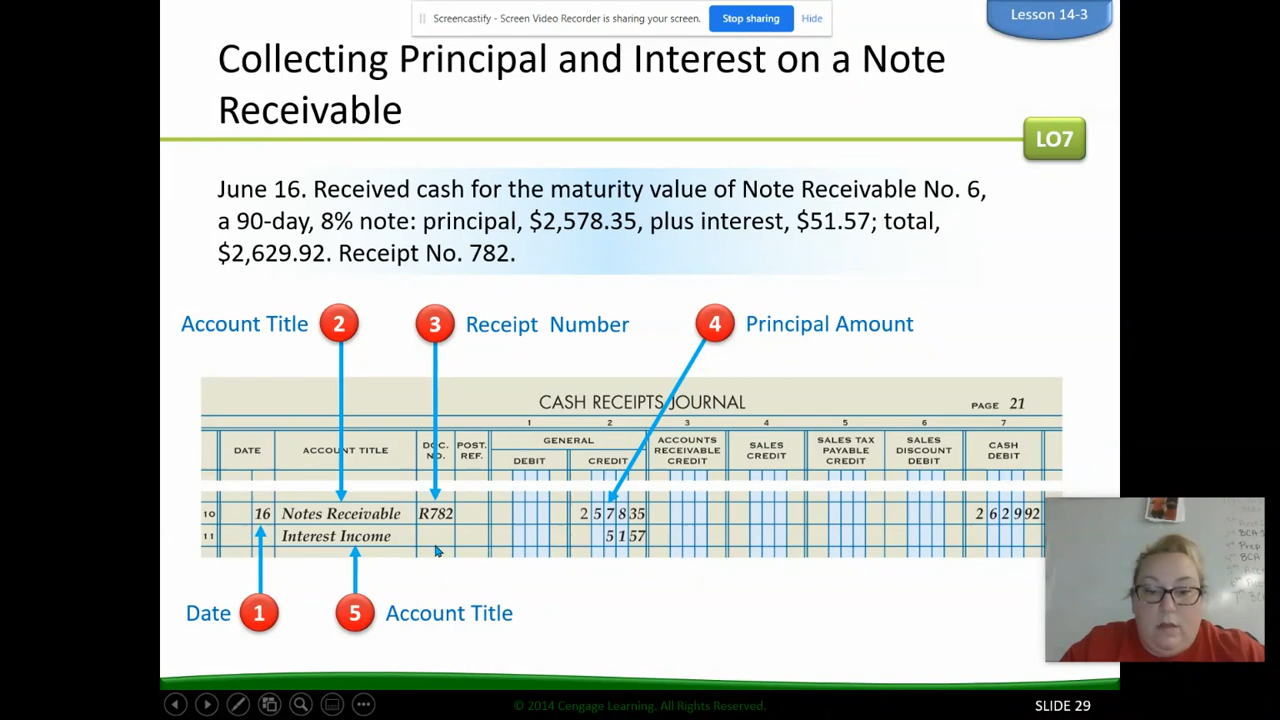 Screencastify - Screen Video Recorder is sharing your screen.
Stop sharing
Hide
Lesson 14-3
Collecting Principal and Interest on a Note
Receivable
LO7
June 16. Received cash for the maturity value of Note Receivable No. 6,
a 90-day, 8% note: principal, $2,578.35, plus interest, $51.57; total,
$2,629.92. Receipt No. 782.
Account Title 2
3 Receipt Number
4 Principal Amount
CASH RECEIPTS JOURNAL
PAGE 21
1 2 3 4 5 6 7
DATE
ACCOUNT TITLE
DOC.
NO.
POST.
REF.
GENERAL
DEBIT
CREDIT
ACCOUNTS
RECEIVABLE
CREDIT
SALES
CREDIT
SALES TAX
PAYABLE
CREDIT
SALES
DISCOUNT
DEBIT
CASH
DEBIT
10 16 Notes Receivable R782 2 5 7 8 35 2 6 2 9 92
11 Interest Income 5 1 57
Date 1
5 Account Title
© 2014 Cengage Learning. All Rights Reserved.
SLIDE 29